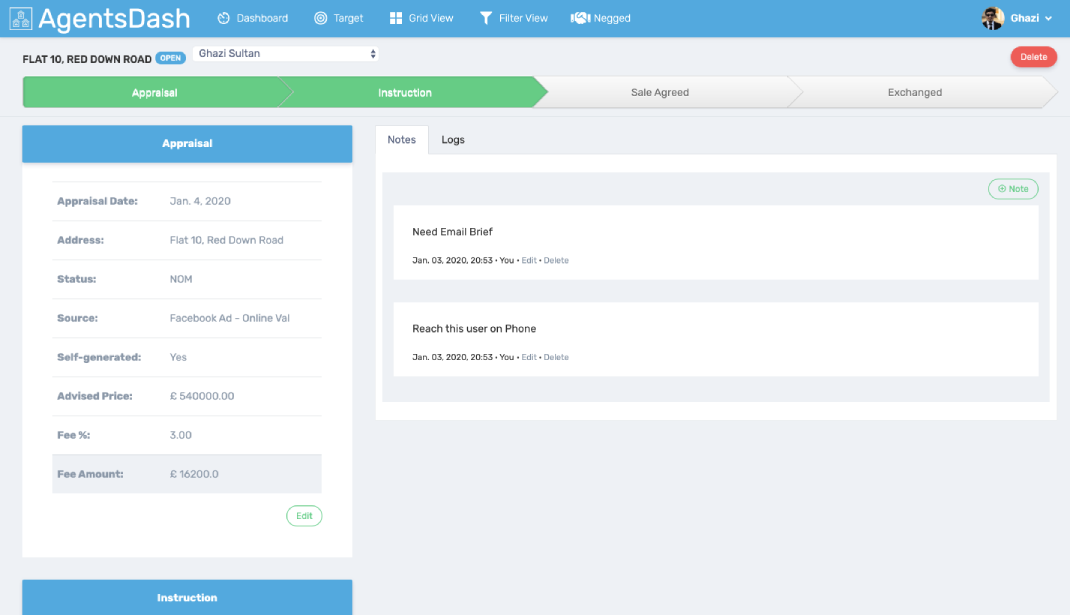 AgentsDash Dashboard Target Grid View Filter View Negged Ghazi
FLAT 10, RED DOWN ROAD OPEN Ghazi Sultan Delete
Appraisal Instruction Sale Agreed Exchanged
Appraisal
Appraisal Date: Jan. 4, 2020
Address: Flat 10, Red Down Road
Status: NOM
Source: Facebook Ad - Online Val
Self-generated: Yes
Advised Price: £ 540000.00
Fee %: 3.00
Fee Amount: £ 16200.0
Edit
Instruction
Notes Logs
Note
Need Email Brief
Jan. 03, 2020, 20:53 • You • Edit • Delete
Reach this user on Phone
Jan. 03, 2020, 20:53 • You • Edit • Delete